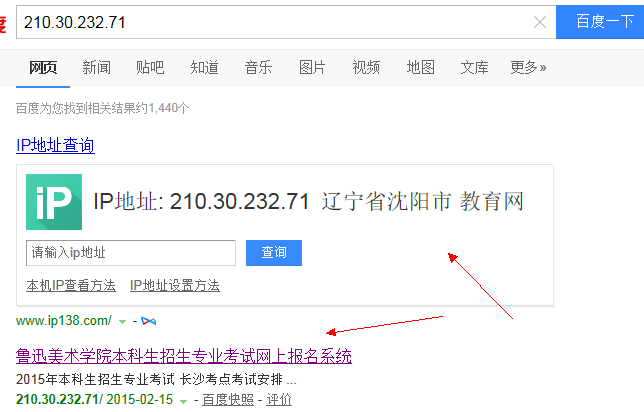 度 210.30.232.71 百度一下
网页 新闻 贴吧 知道 音乐 图片 视频 地图 文库 更多»
百度为您找到相关结果约1,440个
IP地址查询
iP IP地址: 210.30.232.71 辽宁省沈阳市 教育网
请输入ip地址 查询
本机IP查看方法 IP地址设置方法
www.ip138.com/ -
鲁迅美术学院本科生招生专业考试网上报名系统
2015年本科生招生专业考试 长沙考点考试安排 ...
210.30.232.71/ 2015-02-15 - 百度快照 - 评价